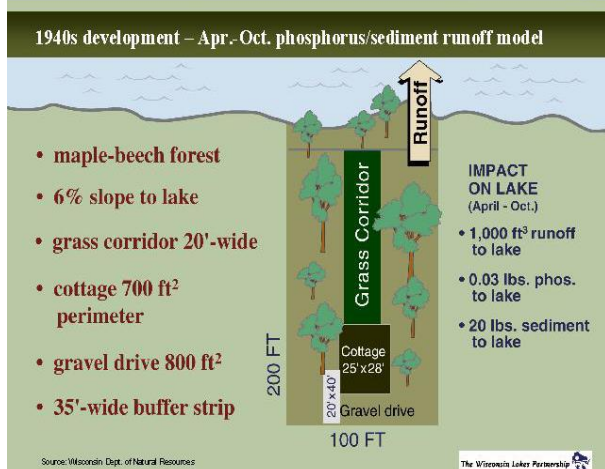 1940s development – Apr.-Oct. phosphorus/sediment runoff model
Runoff
• maple-beech forest
• 6% slope to lake
• grass corridor 20'-wide
• cottage 700 ft²
perimeter
• gravel drive 800 ft²
• 35'-wide buffer strip
Grass Corridor
Cottage
25'x28'
20'x40'
Gravel drive
200 FT
100 FT
IMPACT
ON LAKE
(April - Oct.)
• 1,000 ft³ runoff
to lake
• 0.03 lbs. phos.
to lake
• 20 lbs. sediment
to lake
Source: Wisconsin Dept. of Natural Resources
The Wisconsin Lakes Partnership